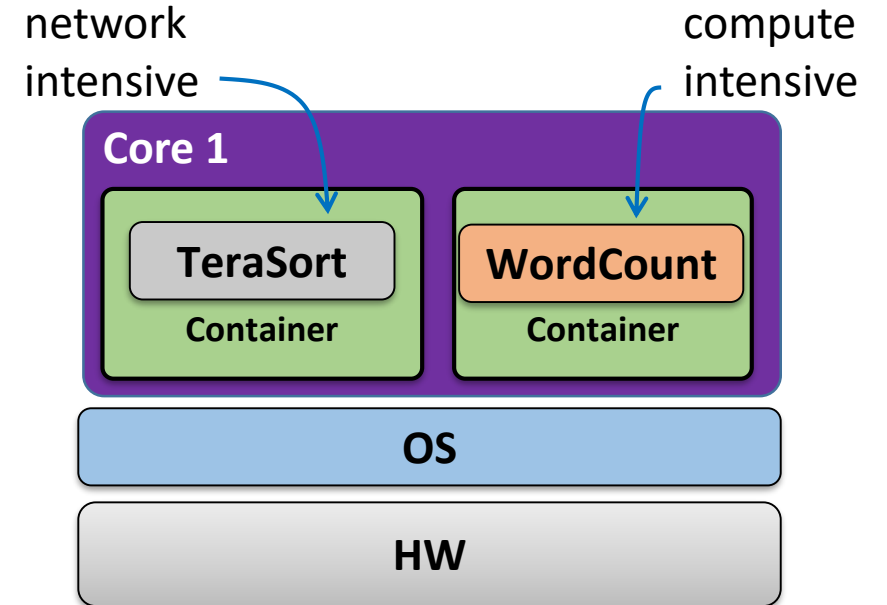 network
intensive
compute
intensive
Core 1
TeraSort
Container
WordCount
Container
OS
HW